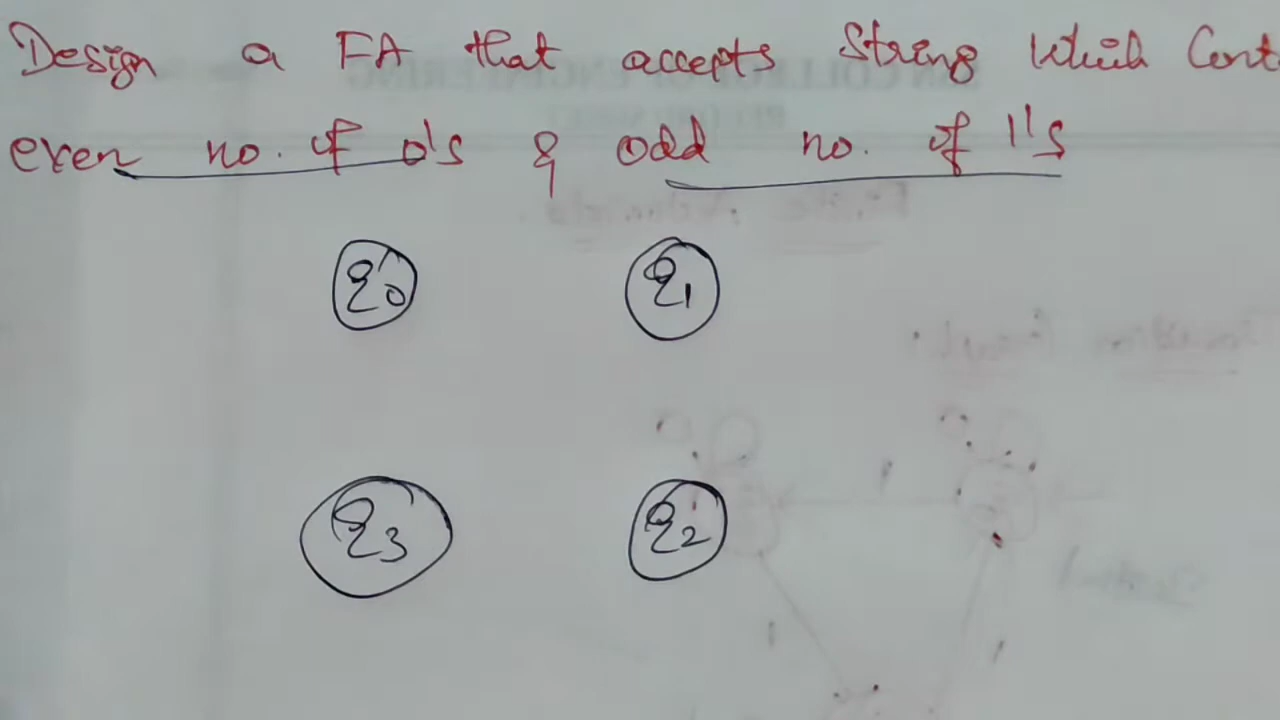 Design a FA that accepts string which Cont
even no. of 0's & odd no. of 1's
q0 q1
q3 q2